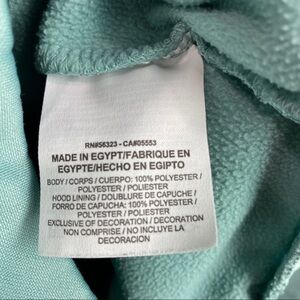 RN#56323 - CA#05553
MADE IN EGYPT/FABRIQUE EN
EGYPTE/HECHO EN EGIPTO
BODY / CORPS / CUERPO: 100% POLYESTER /
POLYESTER / POLIESTER
HOOD LINING / DOUBLURE DE CAPUCHE /
FORRO DE CAPUCHA: 100% POLYESTER /
POLYESTER / POLIESTER
EXCLUSIVE OF DECORATION / DECORATION
NON COMPRISE / NO INCLUYE LA
DECORACION